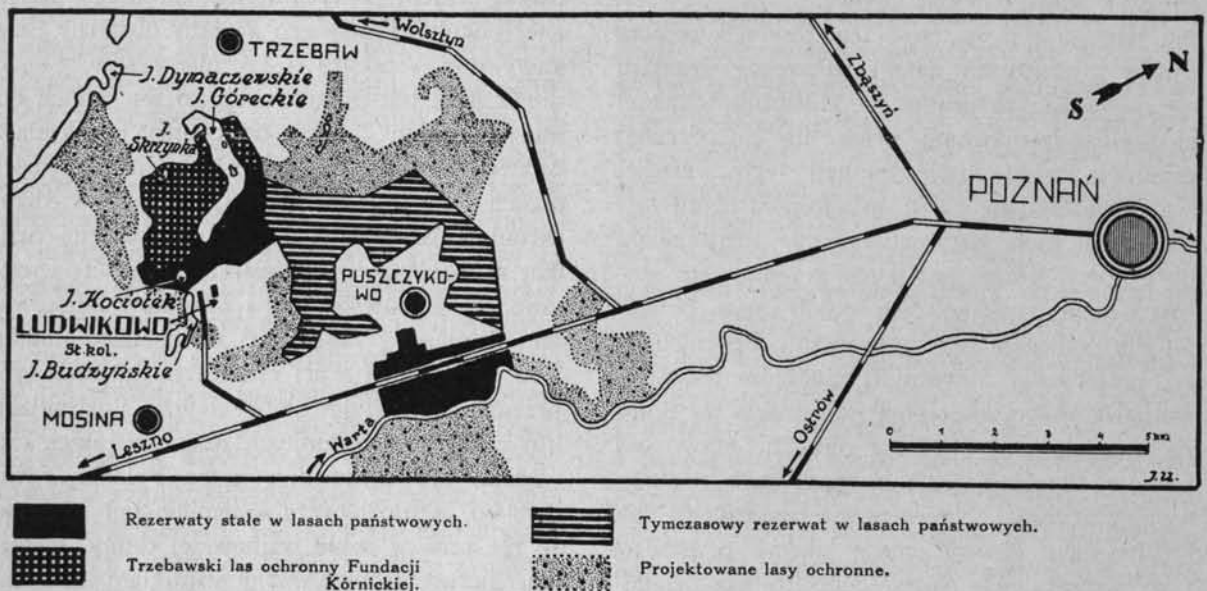 Wolsztyn
TRZEBAW
J. Dymaczewskie
J. Góreckie
J.
Skrzynka
Zbąszyń
N
S
POZNAŃ
PUSZCZYKO-
WO
J. Kociołek
LUDWIKOWO
St. kol.
J. Budzyńskie
MOSINA
Leszno
Warta
Ostrów
0 1 2 3 4 5 km
J.U.
Rezerwaty stałe w lasach państwowych.
Trzebawski las ochronny Fundacji
Kórnickiej.
Tymczasowy rezerwat w lasach państwowych.
Projektowane lasy ochronne.